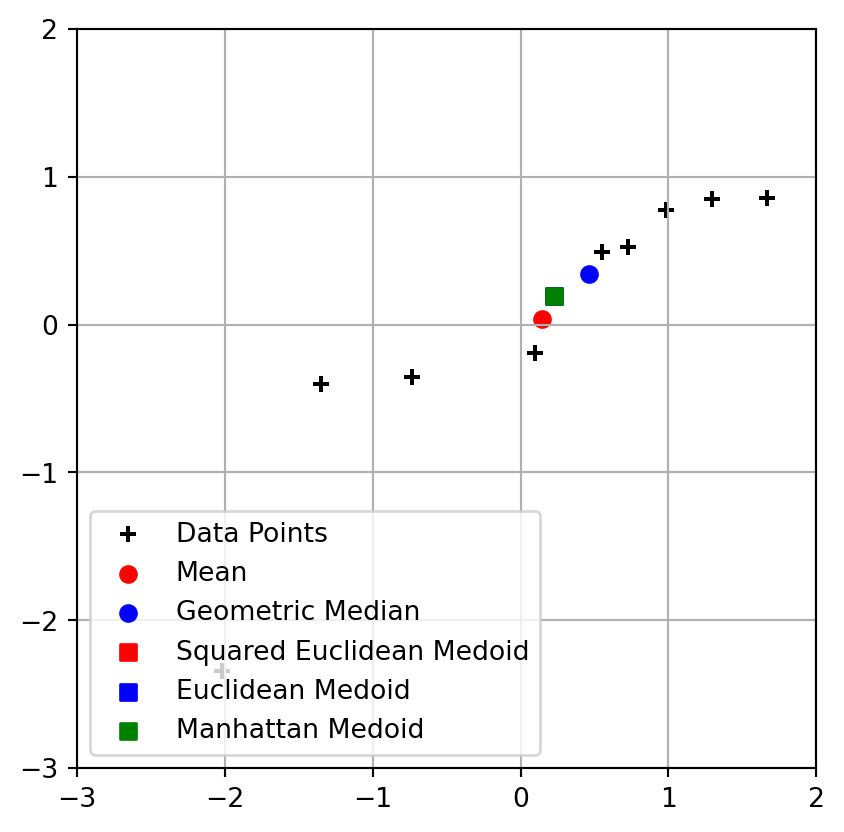 2
1
0
−1
−2
−3
−3
−2
−1
0
1
2
Data Points
Mean
Geometric Median
Squared Euclidean Medoid
Euclidean Medoid
Manhattan Medoid